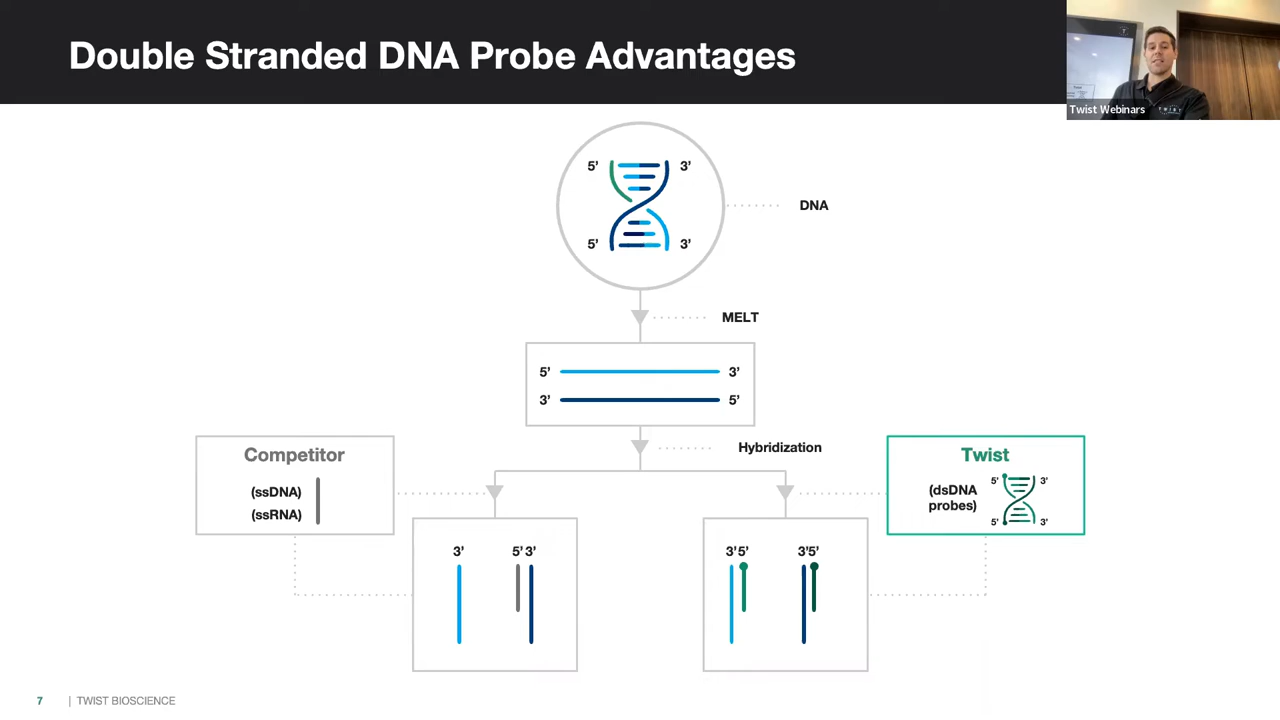 Double Stranded DNA Probe Advantages
Twist Webinars
TWIST
5’ 3’
DNA
5’ 3’
MELT
5’ 3’
3’ 5’
Hybridization
Competitor
(ssDNA)
(ssRNA)
Twist
(dsDNA
probes)
5’ 3’
5’ 3’
3’ 5’ 3’
3’ 5’ 3’ 5’
7 | TWIST BIOSCIENCE